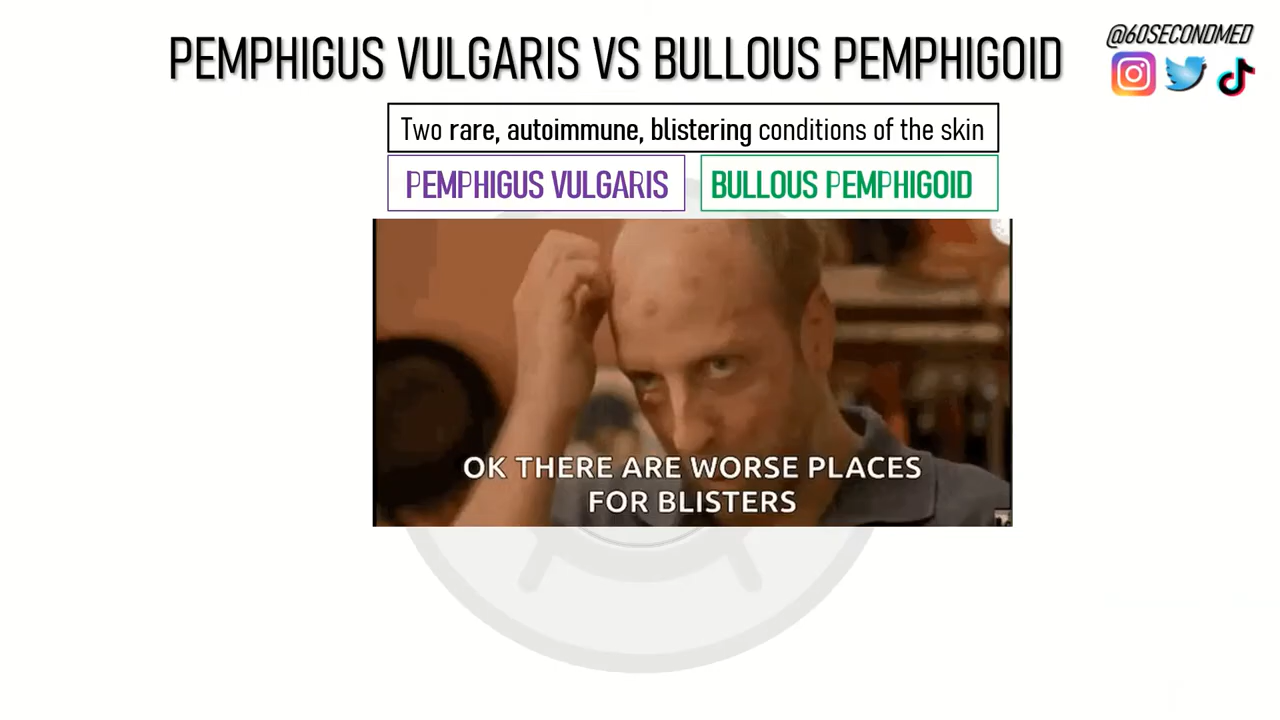 PEMPHIGUS VULGARIS VS BULLOUS PEMPHIGOID
@60SECONDMED
Two rare, autoimmune, blistering conditions of the skin
PEMPHIGUS VULGARIS
BULLOUS PEMPHIGOID
OK THERE ARE WORSE PLACES
FOR BLISTERS